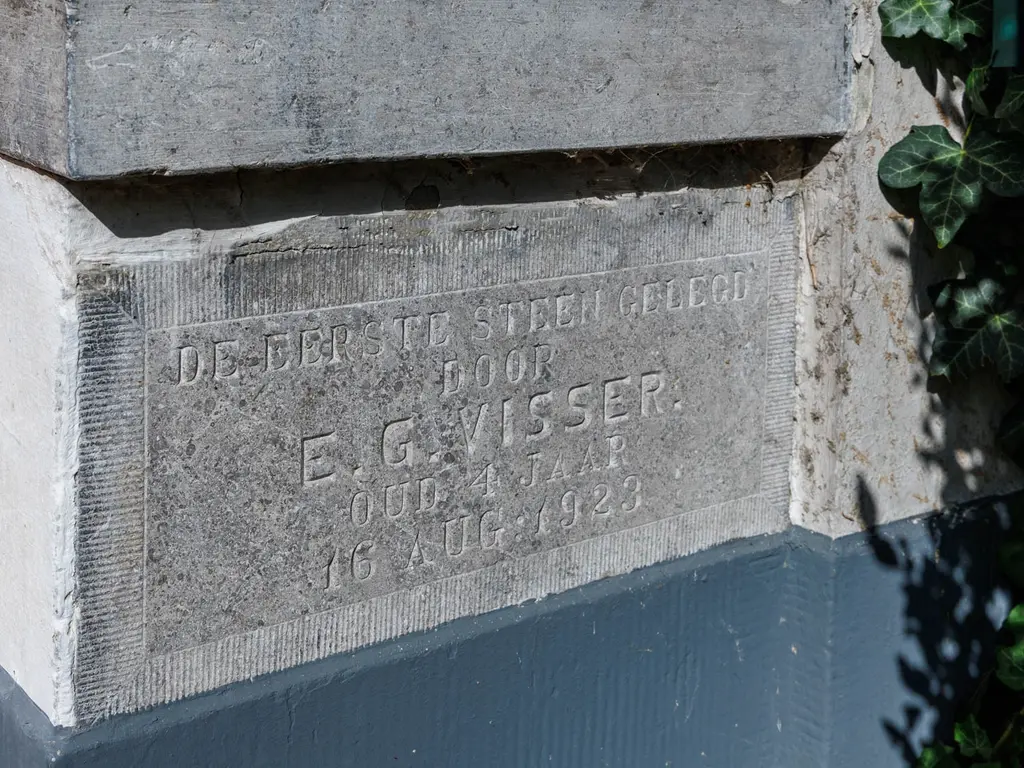 DE EERSTE STEEN GELEGD
DOOR
E.G. VISSER.
OUD 4 JAAR
16 AUG: 1923